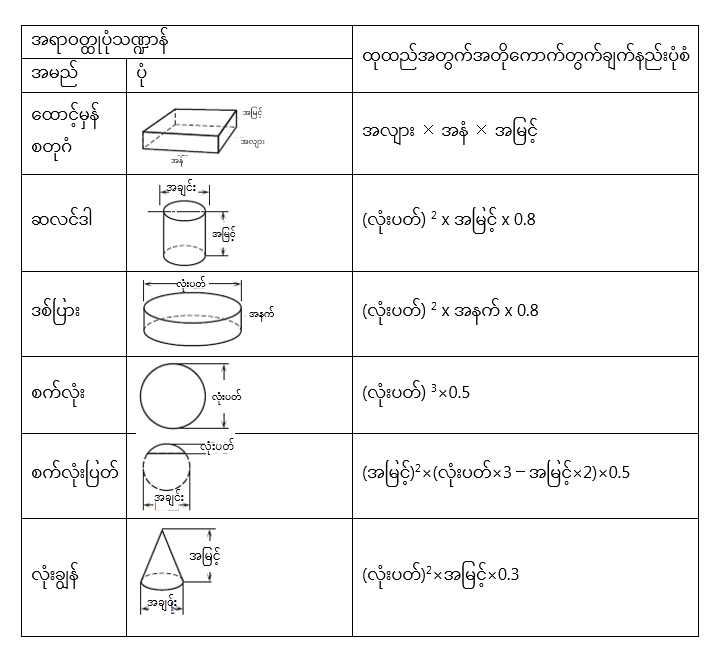 အရာဝတ္ထုပုံသဏ္ဍာန်
ထုထည်အတွက်အတိုကောက်တွက်ချက်နည်းပုံစံ
အမည်
ပုံ
ထောင့်မှန်
စတုဂံ
အမြင့်
အလျား
အနံ
အလျား × အနံ × အမြင့်
ဆလင်ဒါ
အချင်း
အမြင့်
(လုံးပတ်) ² x အမြင့် x 0.8
ဒစ်ပြား
လုံးပတ်
အနက်
(လုံးပတ်) ² x အနက် x 0.8
စက်လုံး
လုံးပတ်
(လုံးပတ်) ³×0.5
စက်လုံးပြတ်
လုံးပတ်
အချင်း
(အမြင့်)²×(လုံးပတ်×3 – အမြင့်×2)×0.5
လုံးချွန်
အမြင့်
အချင်း
(လုံးပတ်)²×အမြင့်×0.3